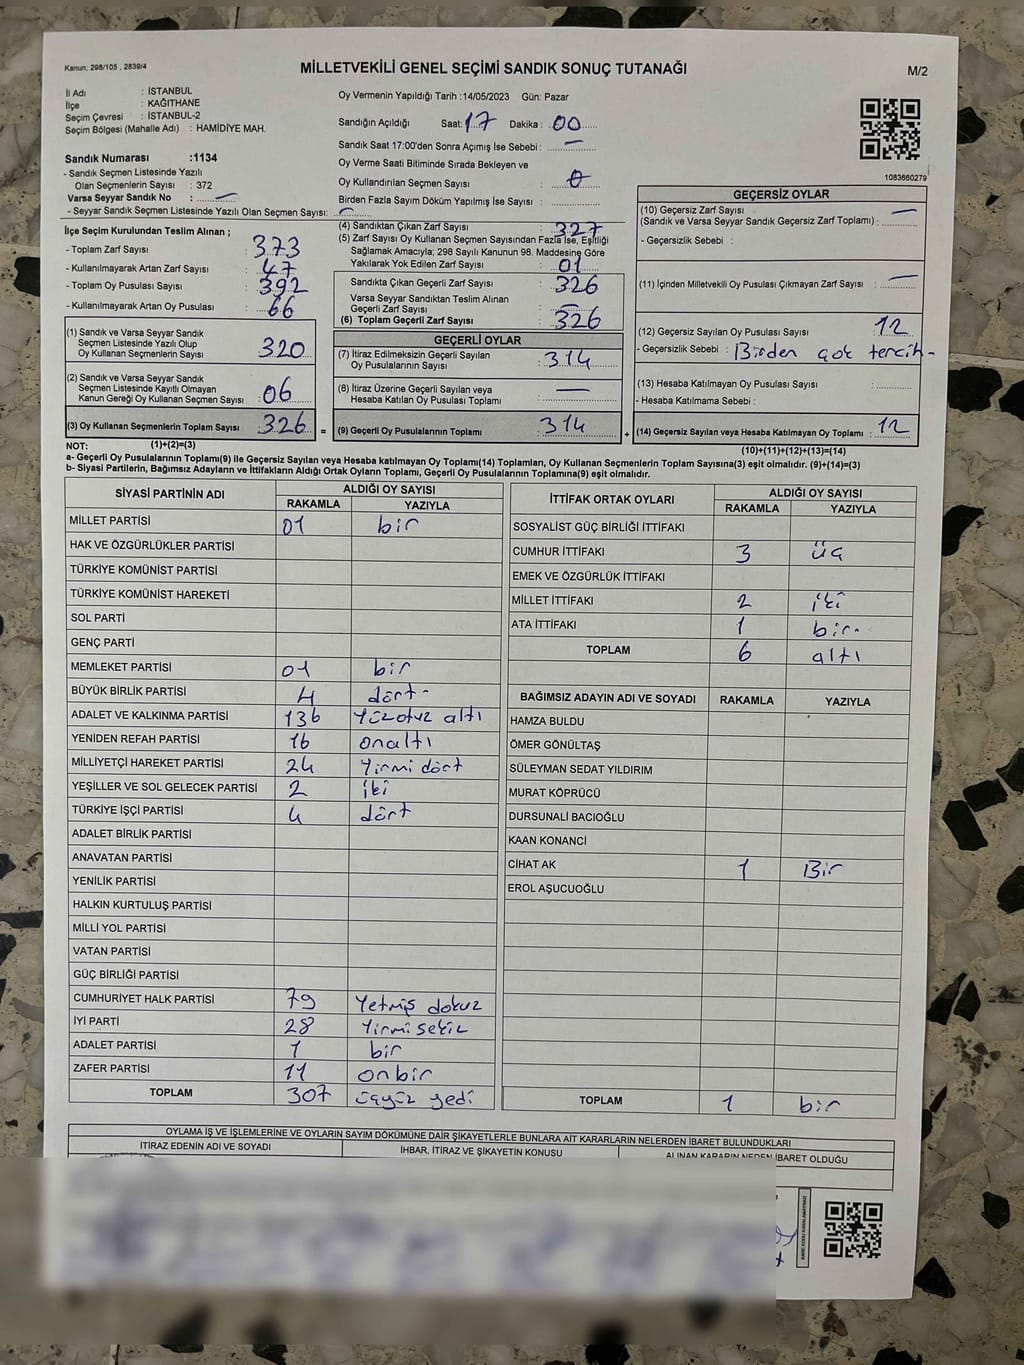 Kanun; 298/105 , 2839/4
MİLLETVEKİLİ GENEL SEÇİMİ SANDIK SONUÇ TUTANAĞI
M/2
İl Adı : İSTANBUL
İlçe : KAĞITHANE
Seçim Çevresi : İSTANBUL-2
Seçim Bölgesi (Mahalle Adı) : HAMİDİYE MAH.
Sandık Numarası :1134
- Sandık Seçmen Listesinde Yazılı
Olan Seçmenlerin Sayısı : 372
Varsa Seyyar Sandık No : —
- Seyyar Sandık Seçmen Listesinde Yazılı Olan Seçmen Sayısı: —
Oy Vermenin Yapıldığı Tarih :14/05/2023 Gün: Pazar
Sandığın Açıldığı Saat: 17 Dakika : 00
Sandık Saat 17:00'den Sonra Açımış İse Sebebi : —
Oy Verme Saati Bitiminde Sırada Bekleyen ve
Oy Kullandırılan Seçmen Sayısı : 0
Birden Fazla Sayım Döküm Yapılmış İse Sayısı :
1083660279
İlçe Seçim Kurulundan Teslim Alınan ;
- Toplam Zarf Sayısı : 373
- Kullanılmayarak Artan Zarf Sayısı : 47
- Toplam Oy Pusulası Sayısı : 392
- Kullanılmayarak Artan Oy Pusulası : 66
(1) Sandık ve Varsa Seyyar Sandık
Seçmen Listesinde Yazılı Olup
Oy Kullanan Seçmenlerin Sayısı : 320
(2) Sandık ve Varsa Seyyar Sandık
Seçmen Listesinde Kayıtlı Olmayan
Kanun Gereği Oy Kullanan Seçmen Sayısı : 06
(3) Oy Kullanan Seçmenlerin Toplam Sayısı : 326 =
(4) Sandıktan Çıkan Zarf Sayısı : 327
(5) Zarf Sayısı Oy Kullanan Seçmen Sayısından Fazla İse, Eşitliği
Sağlamak Amacıyla; 298 Sayılı Kanunun 98. Maddesine Göre
Yakılarak Yok Edilen Zarf Sayısı : 01
Sandıkta Çıkan Geçerli Zarf Sayısı : 326
Varsa Seyyar Sandıktan Teslim Alınan
Geçerli Zarf Sayısı : —
(6) Toplam Geçerli Zarf Sayısı : 326
GEÇERLİ OYLAR
(7) İtiraz Edilmeksizin Geçerli Sayılan
Oy Pusulalarının Sayısı : 314
(8) İtiraz Üzerine Geçerli Sayılan veya
Hesaba Katılan Oy Pusulası Toplamı : —
(9) Geçerli Oy Pusulalarının Toplamı : 314 +
GEÇERSİZ OYLAR
(10) Geçersiz Zarf Sayısı
(Sandık ve Varsa Seyyar Sandık Geçersiz Zarf Toplamı) : —
- Geçersizlik Sebebi :
(11) İçinden Milletvekili Oy Pusulası Çıkmayan Zarf Sayısı : —
(12) Geçersiz Sayılan Oy Pusulası Sayısı : 12
- Geçersizlik Sebebi : Birden çok tercih-
(13) Hesaba Katılmayan Oy Pusulası Sayısı :
- Hesaba Katılmama Sebebi :
(14) Geçersiz Sayılan veya Hesaba Katılmayan Oy Toplamı : 12
NOT: (1)+(2)=(3) (10)+(11)+(12)+(13)=(14)
a- Geçerli Oy Pusulalarının Toplamı(9) ile Geçersiz Sayılan veya Hesaba katılmayan Oy Toplamı(14) Toplamları, Oy Kullanan Seçmenlerin Toplam Sayısına(3) eşit olmalıdır. (9)+(14)=(3)
b- Siyasi Partilerin, Bağımsız Adayların ve İttifakların Aldığı Ortak Oyların Toplamı, Geçerli Oy Pusulalarının Toplamına(9) eşit olmalıdır.
SİYASİ PARTİNİN ADI ALDIĞI OY SAYISI
RAKAMLA YAZIYLA
MİLLET PARTİSİ 01 bir
HAK VE ÖZGÜRLÜKLER PARTİSİ
TÜRKİYE KOMÜNİST PARTİSİ
TÜRKİYE KOMÜNİST HAREKETİ
SOL PARTİ
GENÇ PARTİ
MEMLEKET PARTİSİ 01 bir
BÜYÜK BİRLİK PARTİSİ 4 dört-
ADALET VE KALKINMA PARTİSİ 136 Yüzotuz altı
YENİDEN REFAH PARTİSİ 16 onaltı
MİLLİYETÇİ HAREKET PARTİSİ 24 Yirmi dört
YEŞİLLER VE SOL GELECEK PARTİSİ 2 iki
TÜRKİYE İŞÇİ PARTİSİ 4 dört
ADALET BİRLİK PARTİSİ
ANAVATAN PARTİSİ
YENİLİK PARTİSİ
HALKIN KURTULUŞ PARTİSİ
MİLLİ YOL PARTİSİ
VATAN PARTİSİ
GÜÇ BİRLİĞİ PARTİSİ
CUMHURİYET HALK PARTİSİ 79 Yetmiş dokuz
İYİ PARTİ 28 Yirmi sekiz
ADALET PARTİSİ 1 bir
ZAFER PARTİSİ 11 onbir
TOPLAM 307 üçyüz yedi
İTTİFAK ORTAK OYLARI ALDIĞI OY SAYISI
RAKAMLA YAZIYLA
SOSYALİST GÜÇ BİRLİĞİ İTTİFAKI
CUMHUR İTTİFAKI 3 üç
EMEK VE ÖZGÜRLÜK İTTİFAKI
MİLLET İTTİFAKI 2 iki
ATA İTTİFAKI 1 bir-
TOPLAM 6 altı
BAĞIMSIZ ADAYIN ADI VE SOYADI RAKAMLA YAZIYLA
HAMZA BULDU
ÖMER GÖNÜLTAŞ
SÜLEYMAN SEDAT YILDIRIM
MURAT KÖPRÜCÜ
DURSUNALİ BACIOĞLU
KAAN KONANCİ
CİHAT AK 1 Bir
EROL AŞUCUOĞLU
TOPLAM 1 bir
OYLAMA İŞ VE İŞLEMLERİNE VE OYLARIN SAYIM DÖKÜMÜNE DAİR ŞİKAYETLERLE BUNLARA AİT KARARLARIN NELERDEN İBARET BULUNDUKLARI
İTİRAZ EDENİN ADI VE SOYADI İHBAR, İTİRAZ VE ŞİKAYETİN KONUSU ALINAN KARARIN NEDEN İBARET OLDUĞU